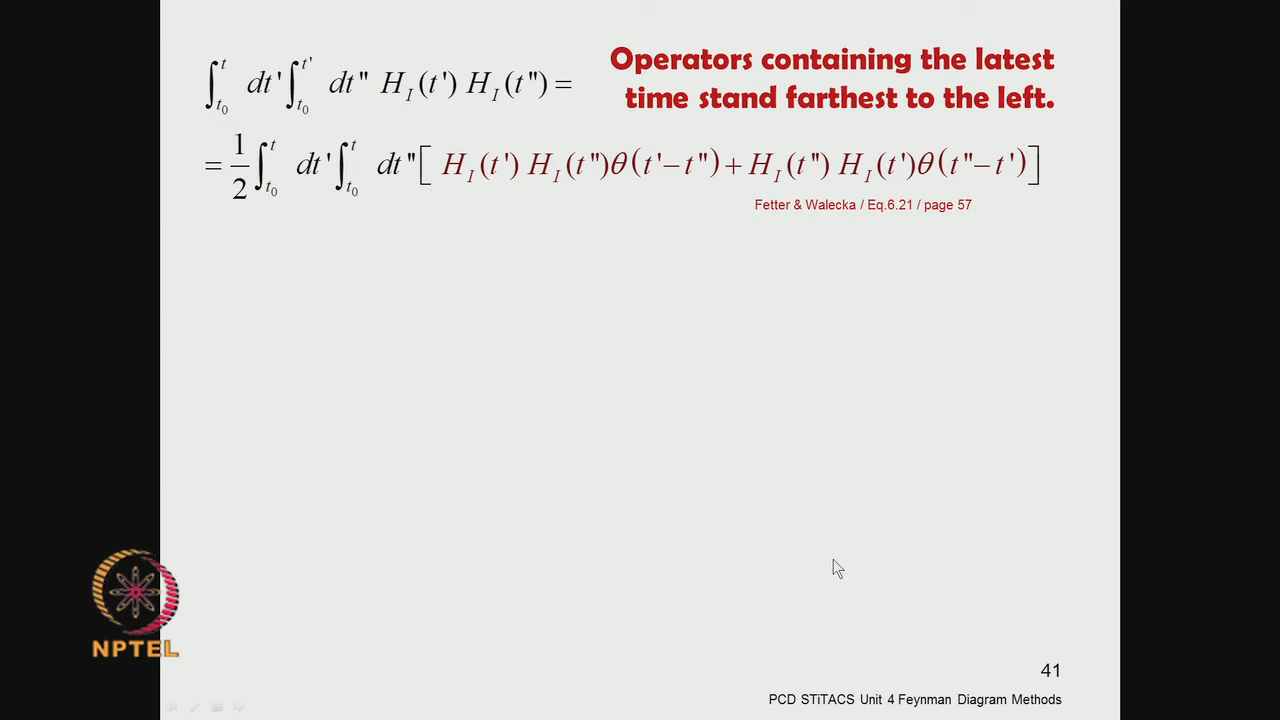 ∫_{t_0}^{t} dt' ∫_{t_0}^{t'} dt'' H_I(t') H_I(t'') =
Operators containing the latest
time stand farthest to the left.
= 1/2 ∫_{t_0}^{t} dt' ∫_{t_0}^{t} dt'' [ H_I(t') H_I(t'')θ(t'−t'') + H_I(t'') H_I(t')θ(t''−t') ]
Fetter & Walecka / Eq.6.21 / page 57
NPTEL
41
PCD STiTACS Unit 4 Feynman Diagram Methods